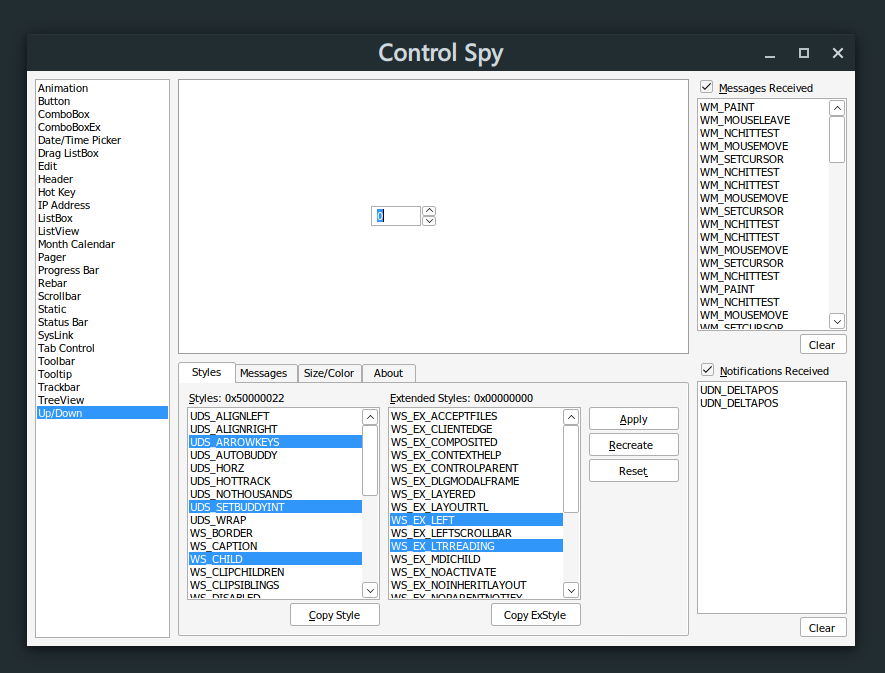 Control Spy
Animation
Button
ComboBox
ComboBoxEx
Date/Time Picker
Drag ListBox
Edit
Header
Hot Key
IP Address
ListBox
ListView
Month Calendar
Pager
Progress Bar
Rebar
Scrollbar
Static
Status Bar
SysLink
Tab Control
Toolbar
Tooltip
Trackbar
TreeView
Up/Down
0
Styles
Messages
Size/Color
About
Styles: 0x50000022
UDS_ALIGNLEFT
UDS_ALIGNRIGHT
UDS_ARROWKEYS
UDS_AUTOBUDDY
UDS_HORZ
UDS_HOTTRACK
UDS_NOTHOUSANDS
UDS_SETBUDDYINT
UDS_WRAP
WS_BORDER
WS_CAPTION
WS_CHILD
WS_CLIPCHILDREN
WS_CLIPSIBLINGS
WS_DISABLED
Copy Style
Extended Styles: 0x00000000
WS_EX_ACCEPTFILES
WS_EX_CLIENTEDGE
WS_EX_COMPOSITED
WS_EX_CONTEXTHELP
WS_EX_CONTROLPARENT
WS_EX_DLGMODALFRAME
WS_EX_LAYERED
WS_EX_LAYOUTRTL
WS_EX_LEFT
WS_EX_LEFTSCROLLBAR
WS_EX_LTRREADING
WS_EX_MDICHILD
WS_EX_NOACTIVATE
WS_EX_NOINHERITLAYOUT
WS_EX_NOPARENTNOTIFY
Copy ExStyle
Apply
Recreate
Reset
Messages Received
WM_PAINT
WM_MOUSELEAVE
WM_NCHITTEST
WM_MOUSEMOVE
WM_SETCURSOR
WM_NCHITTEST
WM_NCHITTEST
WM_MOUSEMOVE
WM_SETCURSOR
WM_NCHITTEST
WM_NCHITTEST
WM_MOUSEMOVE
WM_SETCURSOR
WM_NCHITTEST
WM_PAINT
WM_NCHITTEST
WM_MOUSEMOVE
WM_SETCURSOR
Clear
Notifications Received
UDN_DELTAPOS
UDN_DELTAPOS
Clear